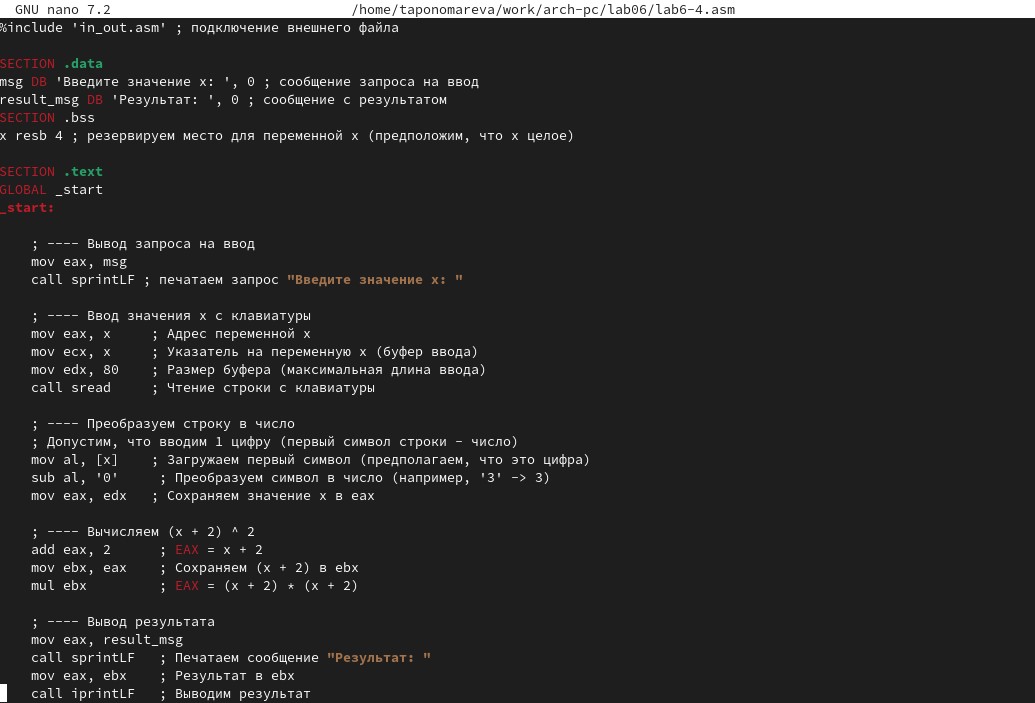 GNU nano 7.2 /home/taponomareva/work/arch-pc/lab06/lab6-4.asm
%include 'in_out.asm' ; подключение внешнего файла
SECTION .data
msg DB 'Введите значение x: ', 0 ; сообщение запроса на ввод
result_msg DB 'Результат: ', 0 ; сообщение с результатом
SECTION .bss
x resb 4 ; резервируем место для переменной x (предположим, что x целое)
SECTION .text
GLOBAL _start
_start:
; ---- Вывод запроса на ввод
mov eax, msg
call sprintLF ; печатаем запрос "Введите значение x: "
; ---- Ввод значения x с клавиатуры
mov eax, x ; Адрес переменной x
mov ecx, x ; Указатель на переменную x (буфер ввода)
mov edx, 80 ; Размер буфера (максимальная длина ввода)
call sread ; Чтение строки с клавиатуры
; ---- Преобразуем строку в число
; Допустим, что вводим 1 цифру (первый символ строки - число)
mov al, [x] ; Загружаем первый символ (предполагаем, что это цифра)
sub al, '0' ; Преобразуем символ в число (например, '3' -> 3)
mov eax, edx ; Сохраняем значение x в eax
; ---- Вычисляем (x + 2) ^ 2
add eax, 2 ; EAX = x + 2
mov ebx, eax ; Сохраняем (x + 2) в ebx
mul ebx ; EAX = (x + 2) * (x + 2)
; ---- Вывод результата
mov eax, result_msg
call sprintLF ; Печатаем сообщение "Результат: "
mov eax, ebx ; Результат в ebx
call iprintLF ; Выводим результат